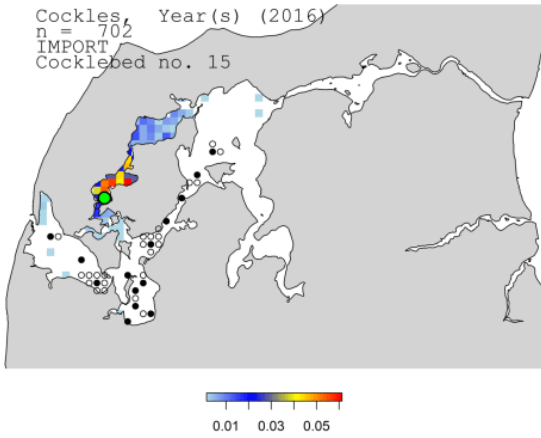 Cockles, Year(s) (2016)
n = 702
IMPORT
Cocklebed no. 15
0.01 0.03 0.05